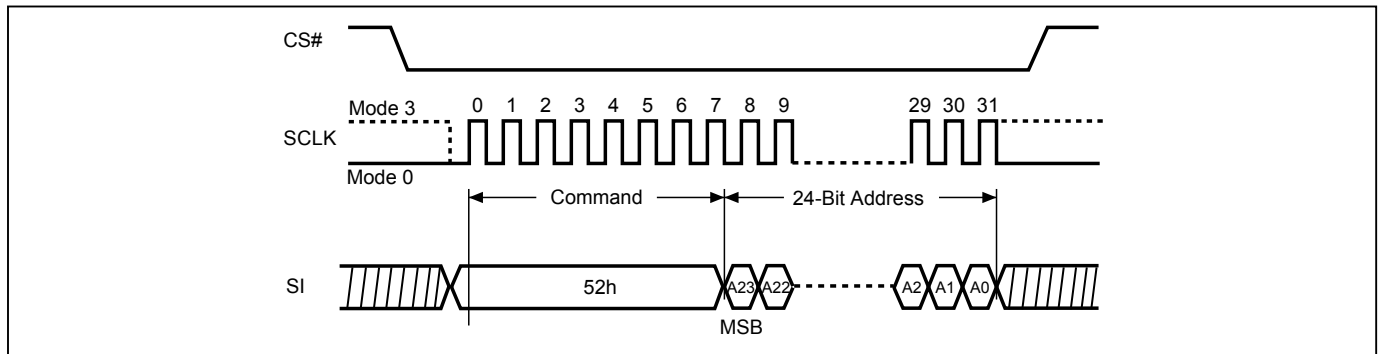 CS#
Mode 3
0 1 2 3 4 5 6 7 8 9 29 30 31
SCLK
Mode 0
Command
24-Bit Address
SI
52h
A23 A22 A2 A1 A0
MSB